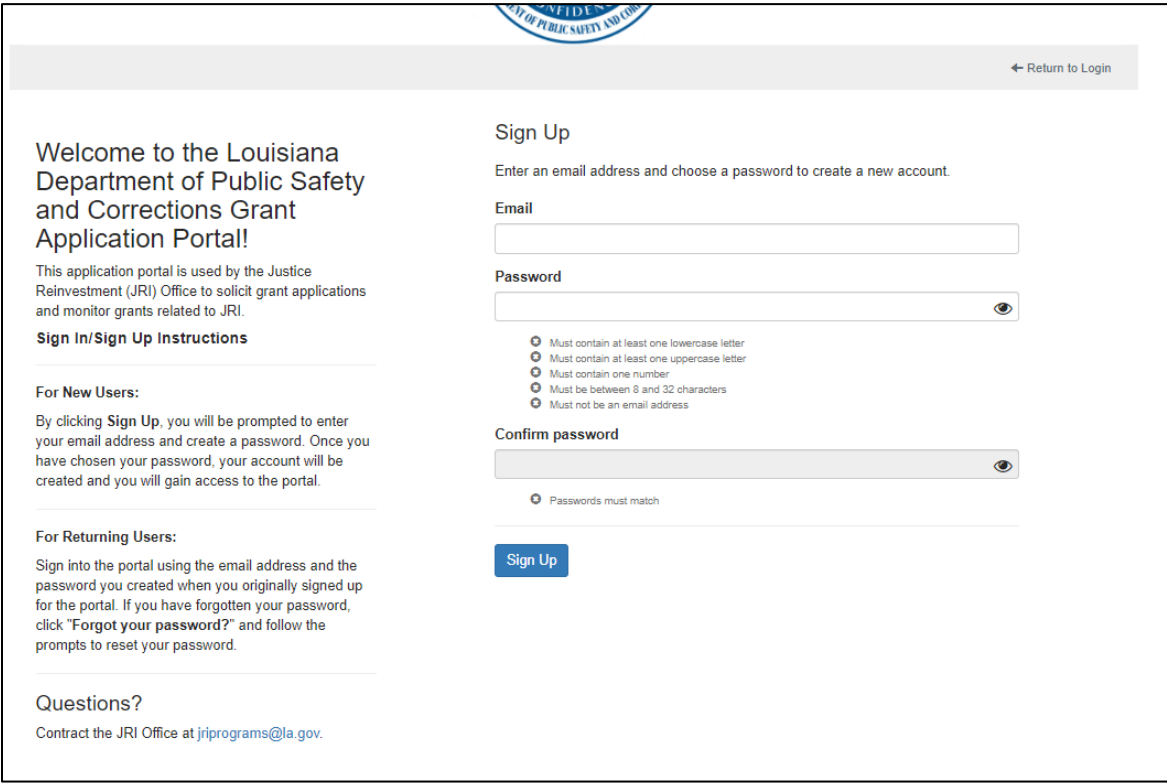 CONFIDEN
OF PUBLIC SAFETY AND
Return to Login
Welcome to the Louisiana
Department of Public Safety
and Corrections Grant
Application Portal!
This application portal is used by the Justice
Reinvestment (JRI) Office to solicit grant applications
and monitor grants related to JRI.
Sign In/Sign Up Instructions
For New Users:
By clicking Sign Up, you will be prompted to enter
your email address and create a password. Once you
have chosen your password, your account will be
created and you will gain access to the portal.
For Returning Users:
Sign into the portal using the email address and the
password you created when you originally signed up
for the portal. If you have forgotten your password,
click "Forgot your password?" and follow the
prompts to reset your password.
Questions?
Contract the JRI Office at jriprograms@la.gov.
Sign Up
Enter an email address and choose a password to create a new account.
Email
Password
Must contain at least one lowercase letter
Must contain at least one uppercase letter
Must contain one number
Must be between 8 and 32 characters
Must not be an email address
Confirm password
Passwords must match
Sign Up